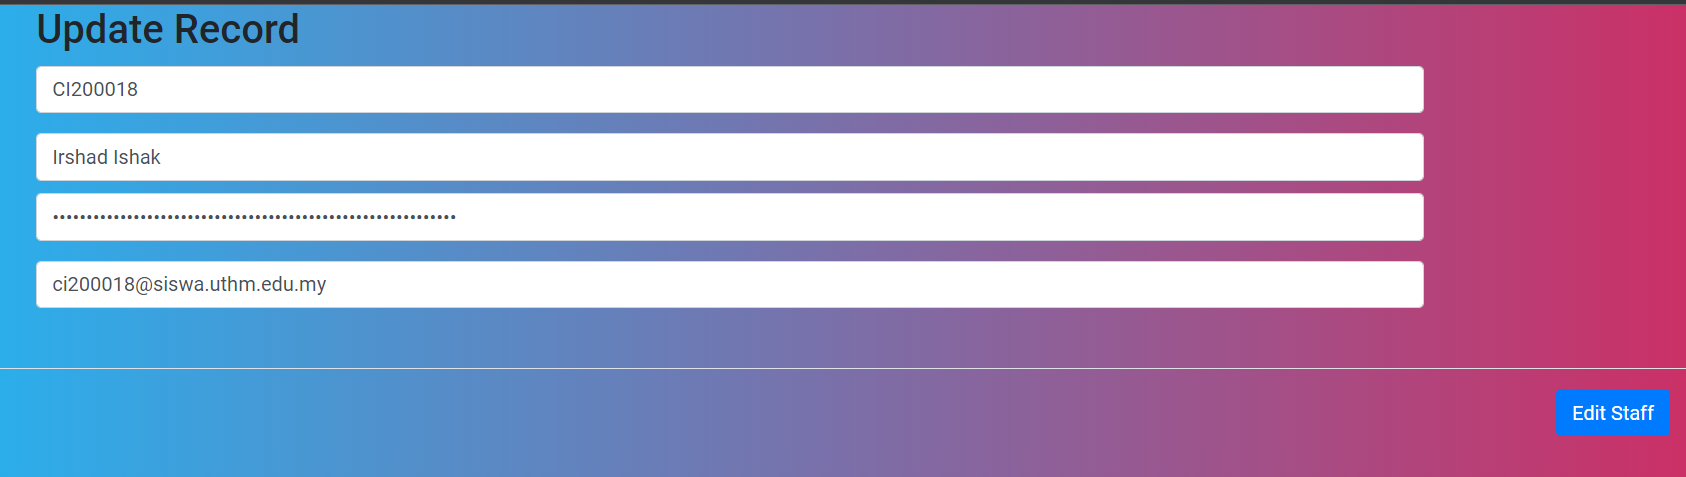 Update Record
CI200018
Irshad Ishak
••••••••••••••••••••••••••••••••••••••••••••••••••••••••••••
ci200018@siswa.uthm.edu.my
Edit Staff